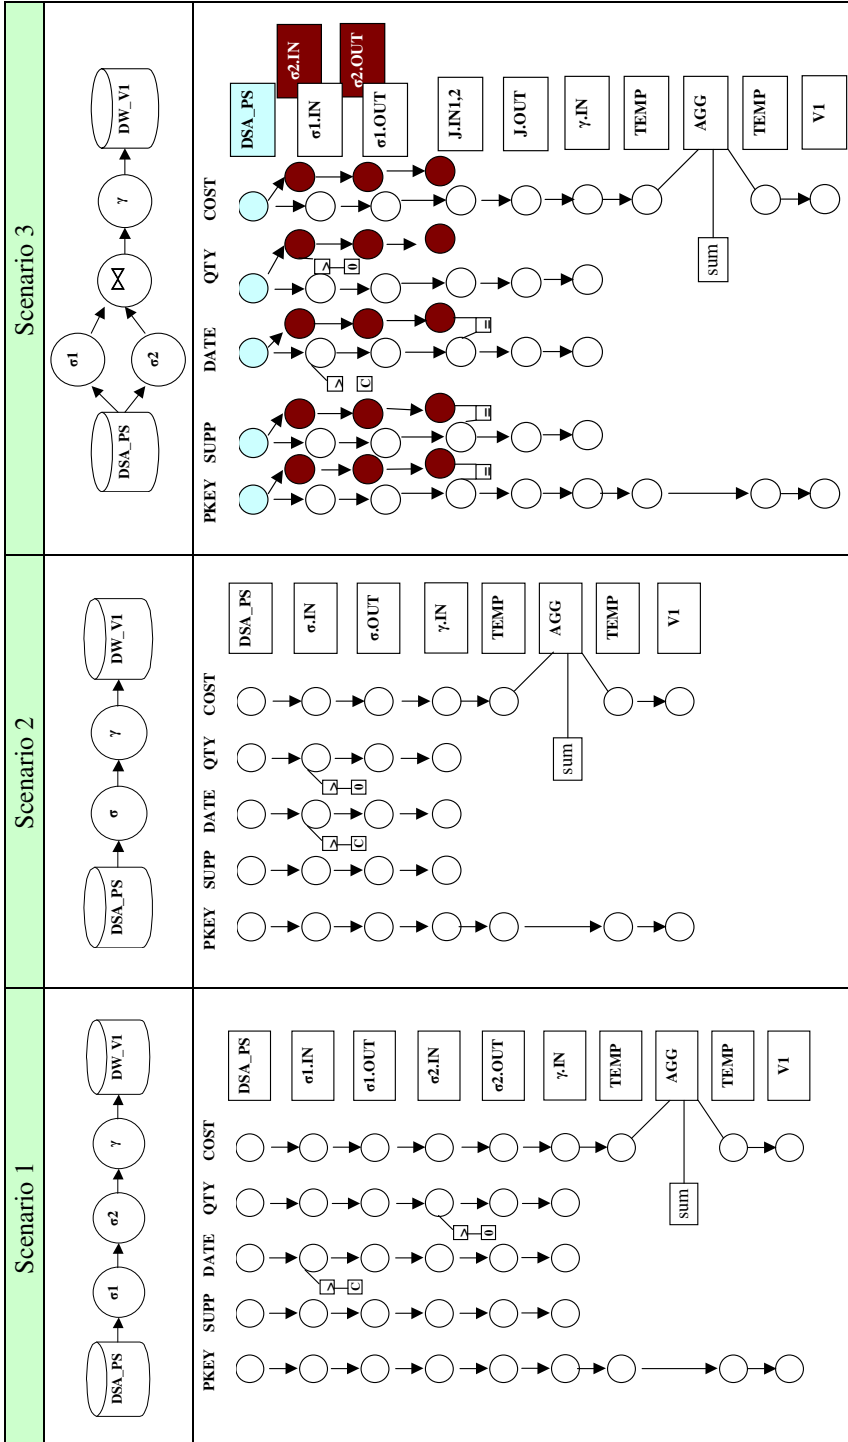 Scenario 1
DSA_PS
σ1
σ2
γ
DW_V1
PKEY
SUPP
DATE
QTY
COST
DSA_PS
σ1.IN
>
C
σ1.OUT
σ2.IN
>
0
σ2.OUT
γ.IN
TEMP
sum
AGG
TEMP
V1
Scenario 2
DSA_PS
σ
γ
DW_V1
PKEY
SUPP
DATE
QTY
COST
DSA_PS
σ.IN
>
C
>
0
σ.OUT
γ.IN
TEMP
sum
AGG
TEMP
V1
Scenario 3
DSA_PS
σ1
σ2
⋈
γ
DW_V1
PKEY
SUPP
DATE
QTY
COST
DSA_PS
σ2.IN
σ1.IN
>
C
>
0
σ2.OUT
σ1.OUT
J.IN1,2
=
=
=
J.OUT
γ.IN
TEMP
sum
AGG
TEMP
V1